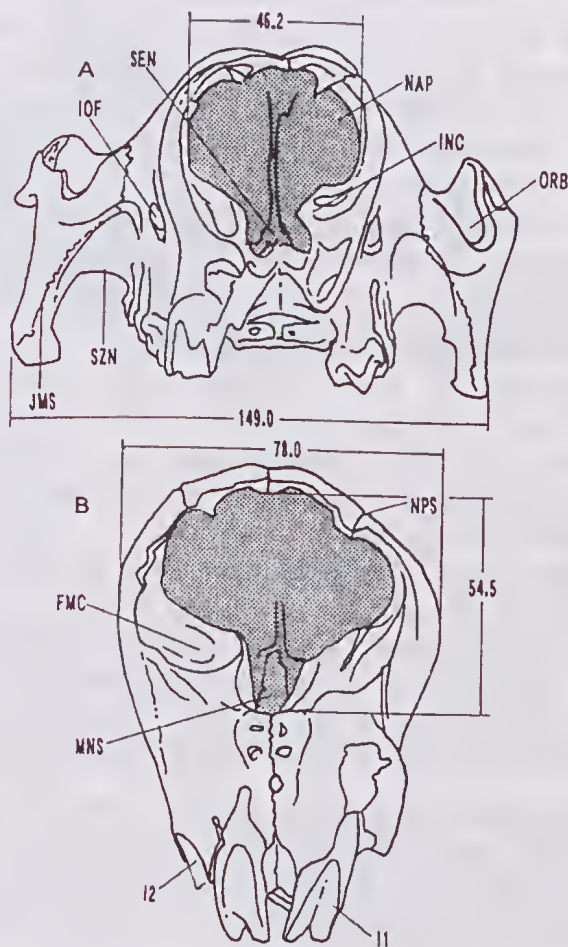 46.2
A
SEN
NAP
IOF
INC
ORB
SZN
JMS
149.0
78.0
B
NPS
54.5
FMC
MNS
I2
I1